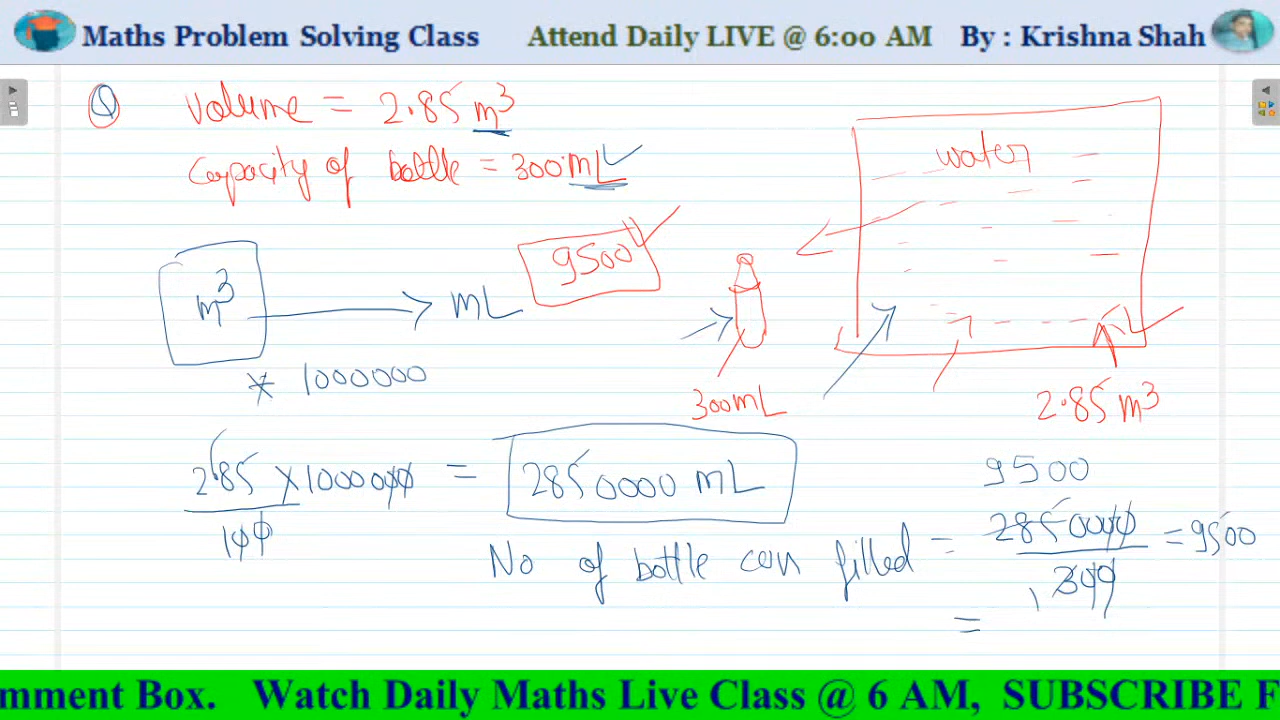 Maths Problem Solving Class Attend Daily LIVE @ 6:00 AM By : Krishna Shah
Q volume = 2.85 m³
Capacity of bottle = 300 mL
water
9500
m³ → mL
* 1000000
300mL
2.85 m³
2.85 × 1000000 / 100 = 2850000 mL
9500
No of bottle can filled = 2850000 / 300 = 9500
1
=
mment Box. Watch Daily Maths Live Class @ 6 AM, SUBSCRIBE F